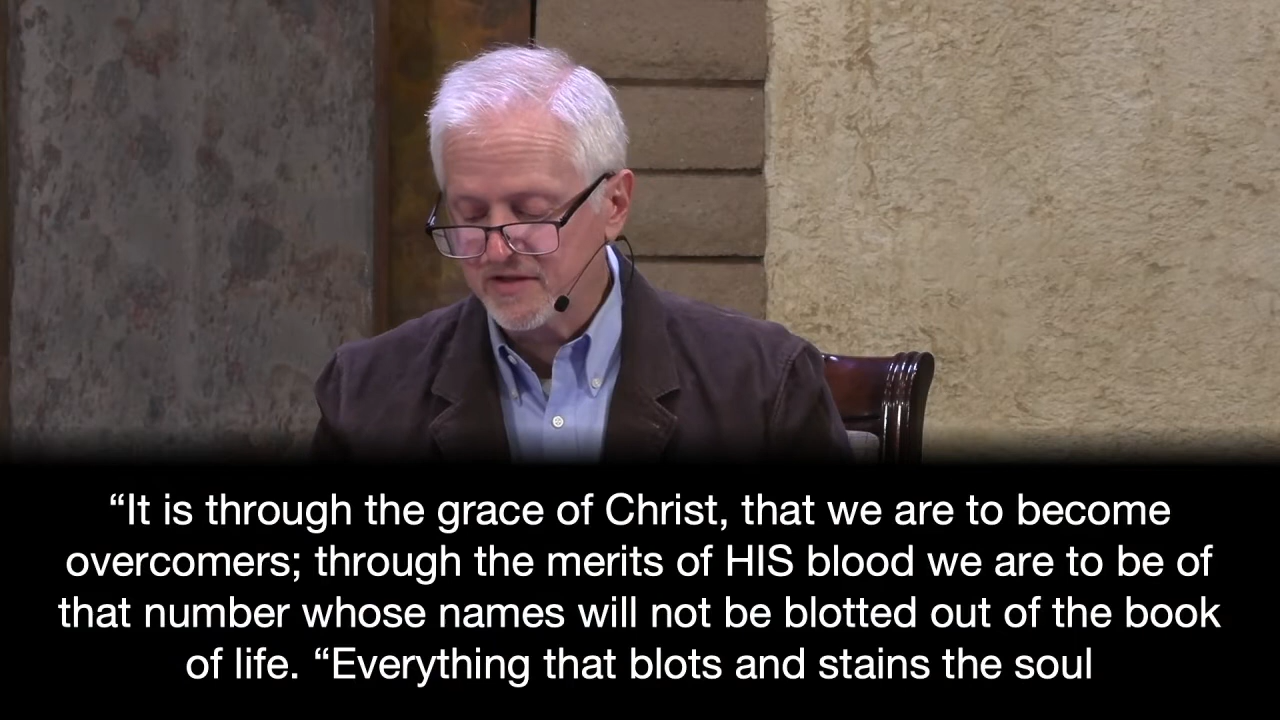 “It is through the grace of Christ, that we are to become
overcomers; through the merits of HIS blood we are to be of
that number whose names will not be blotted out of the book
of life. “Everything that blots and stains the soul